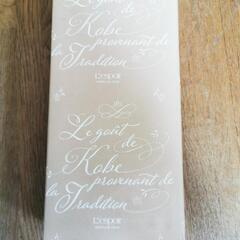 Le goût
de
Kobe
provenant de
la Tradition
L'espoir
Le goût
de
Kobe
provenant de
la Tradition
L'espoir